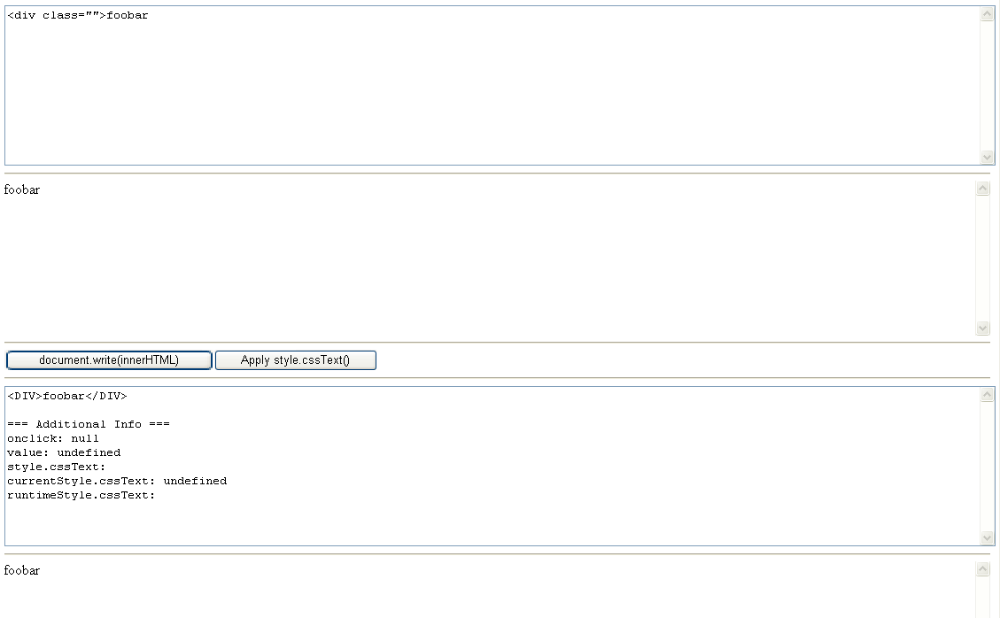 <div class="">foobar
foobar
document.write(innerHTML) Apply style.cssText()
<DIV>foobar</DIV>
=== Additional Info ===
onclick: null
value: undefined
style.cssText:
currentStyle.cssText: undefined
runtimeStyle.cssText:
foobar